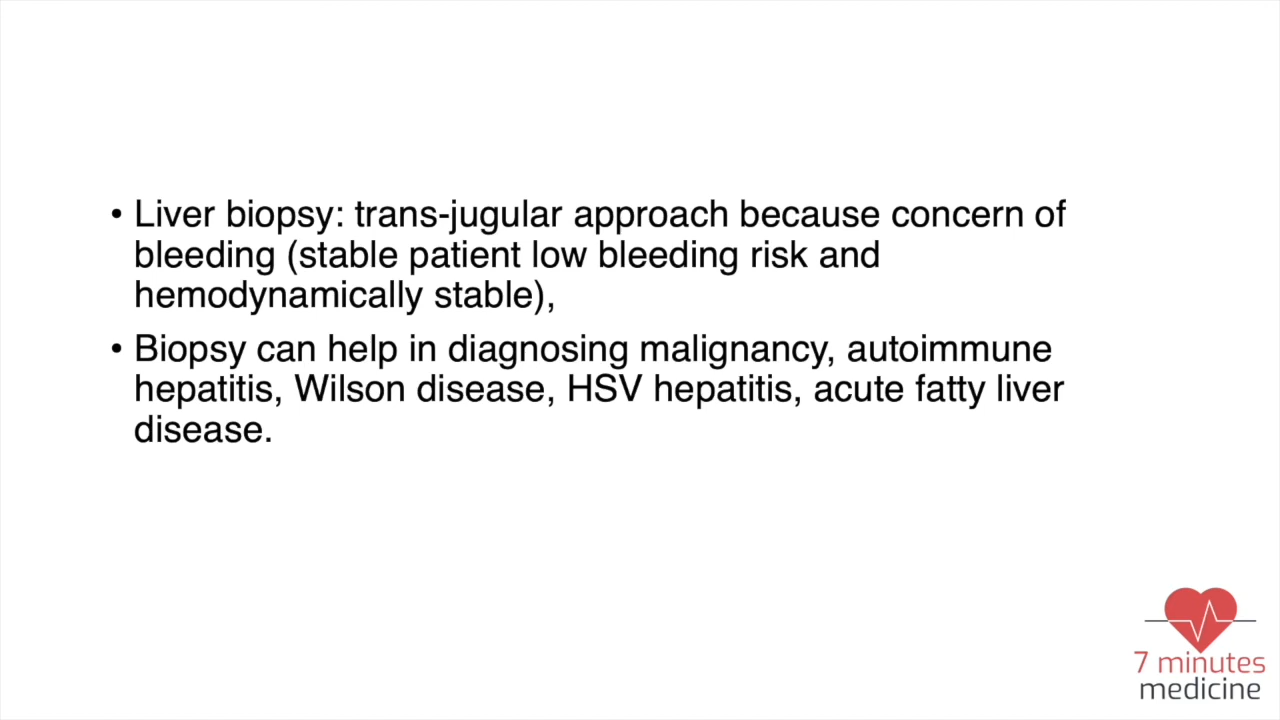 • Liver biopsy: trans-jugular approach because concern of
bleeding (stable patient low bleeding risk and
hemodynamically stable),
• Biopsy can help in diagnosing malignancy, autoimmune
hepatitis, Wilson disease, HSV hepatitis, acute fatty liver
disease.
7 minutes
medicine